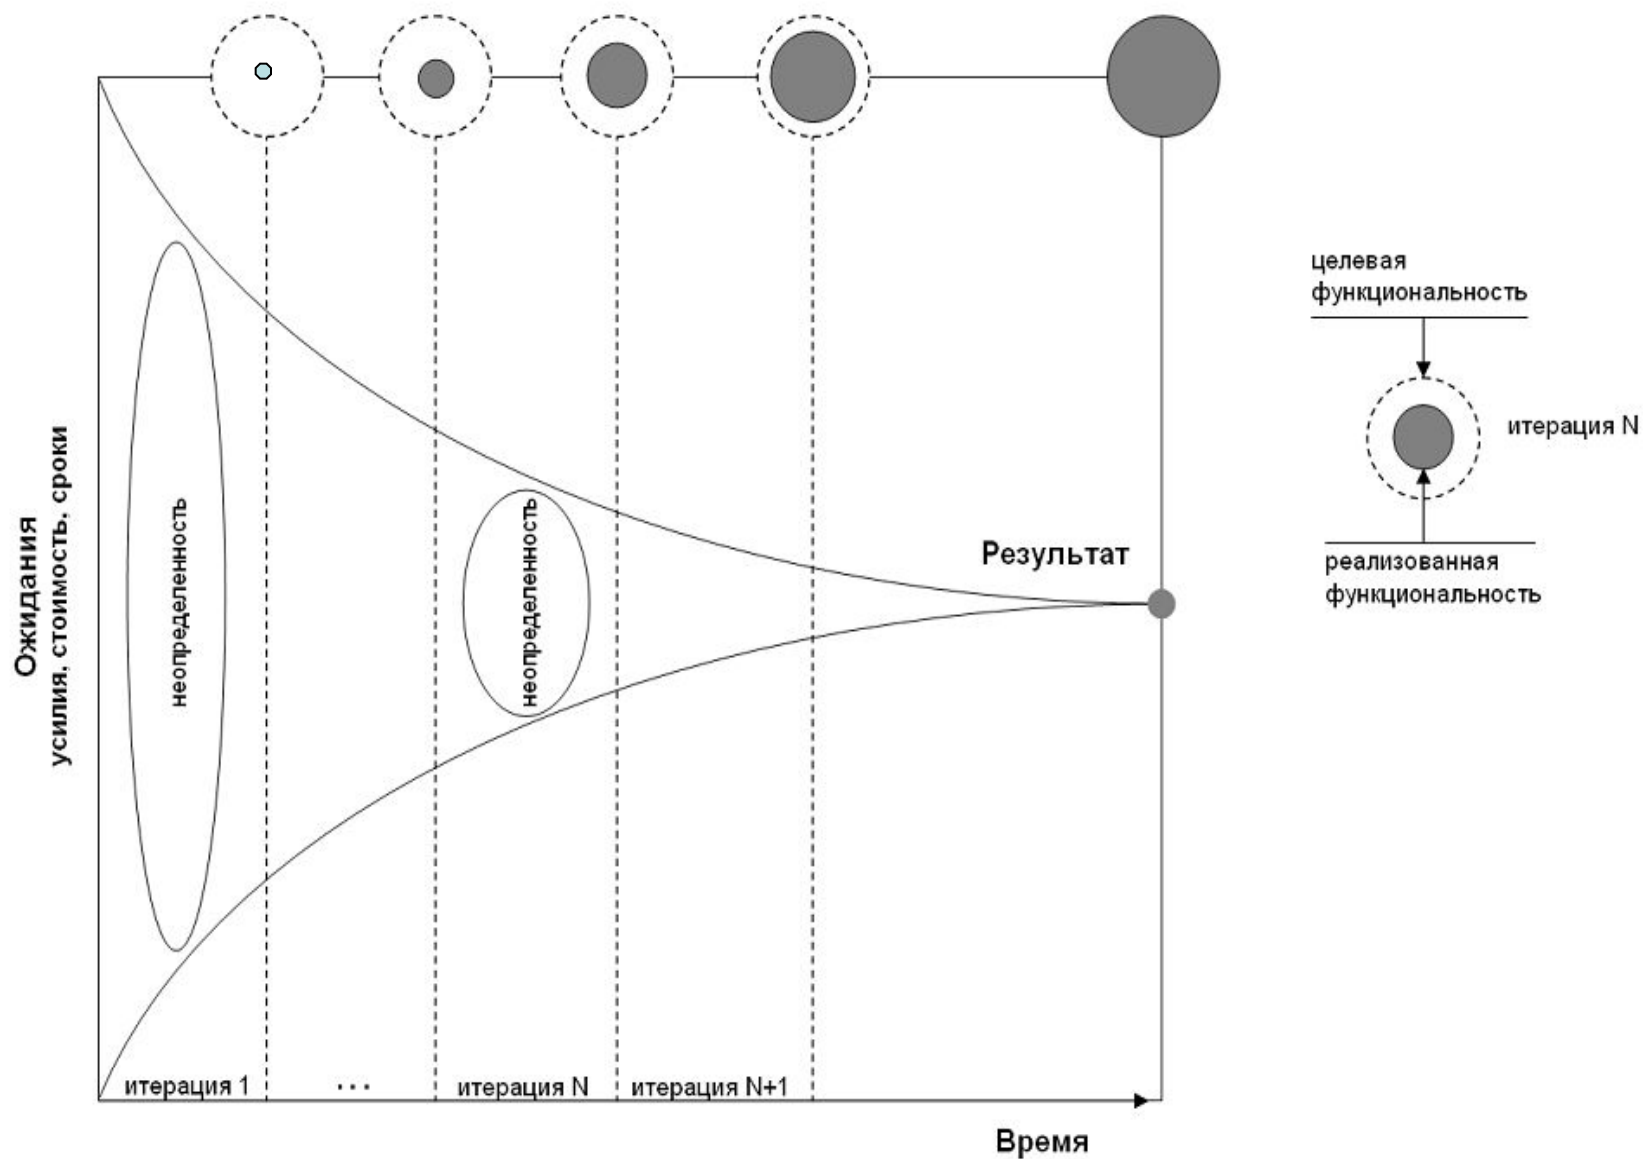 Ожидания
усилия, стоимость, сроки
неопределенность
неопределенность
Результат
итерация 1
...
итерация N
итерация N+1
Время
целевая
функциональность
итерация N
реализованная
функциональность